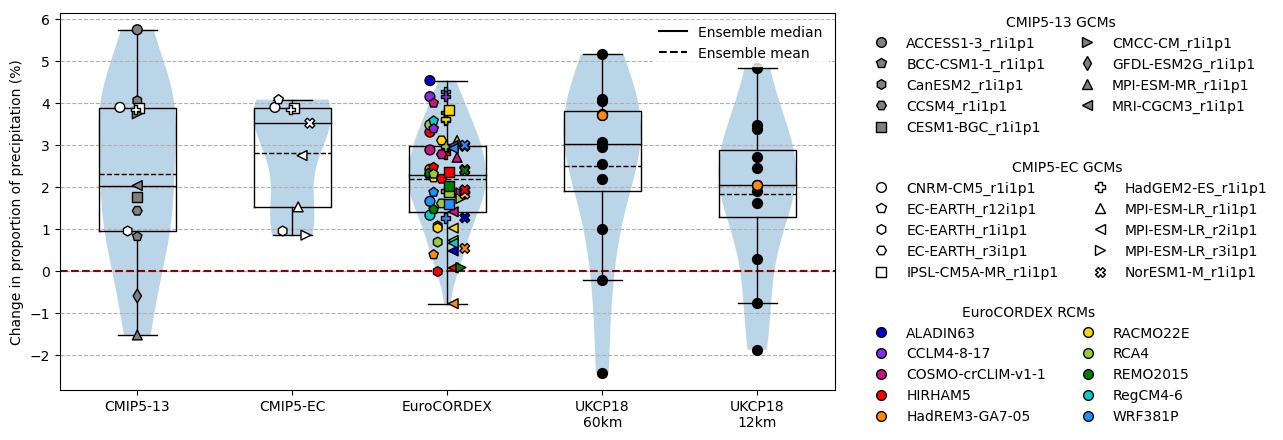 Change in proportion of precipitation (%)
6
5
4
3
2
1
0
−1
−2
Ensemble median
Ensemble mean
CMIP5-13
CMIP5-EC
EuroCORDEX
UKCP18
60km
UKCP18
12km
CMIP5-13 GCMs
ACCESS1-3_r1i1p1
BCC-CSM1-1_r1i1p1
CanESM2_r1i1p1
CCSM4_r1i1p1
CESM1-BGC_r1i1p1
CMCC-CM_r1i1p1
GFDL-ESM2G_r1i1p1
MPI-ESM-MR_r1i1p1
MRI-CGCM3_r1i1p1
CMIP5-EC GCMs
CNRM-CM5_r1i1p1
EC-EARTH_r12i1p1
EC-EARTH_r1i1p1
EC-EARTH_r3i1p1
IPSL-CM5A-MR_r1i1p1
HadGEM2-ES_r1i1p1
MPI-ESM-LR_r1i1p1
MPI-ESM-LR_r2i1p1
MPI-ESM-LR_r3i1p1
NorESM1-M_r1i1p1
EuroCORDEX RCMs
ALADIN63
CCLM4-8-17
COSMO-crCLIM-v1-1
HIRHAM5
HadREM3-GA7-05
RACMO22E
RCA4
REMO2015
RegCM4-6
WRF381P